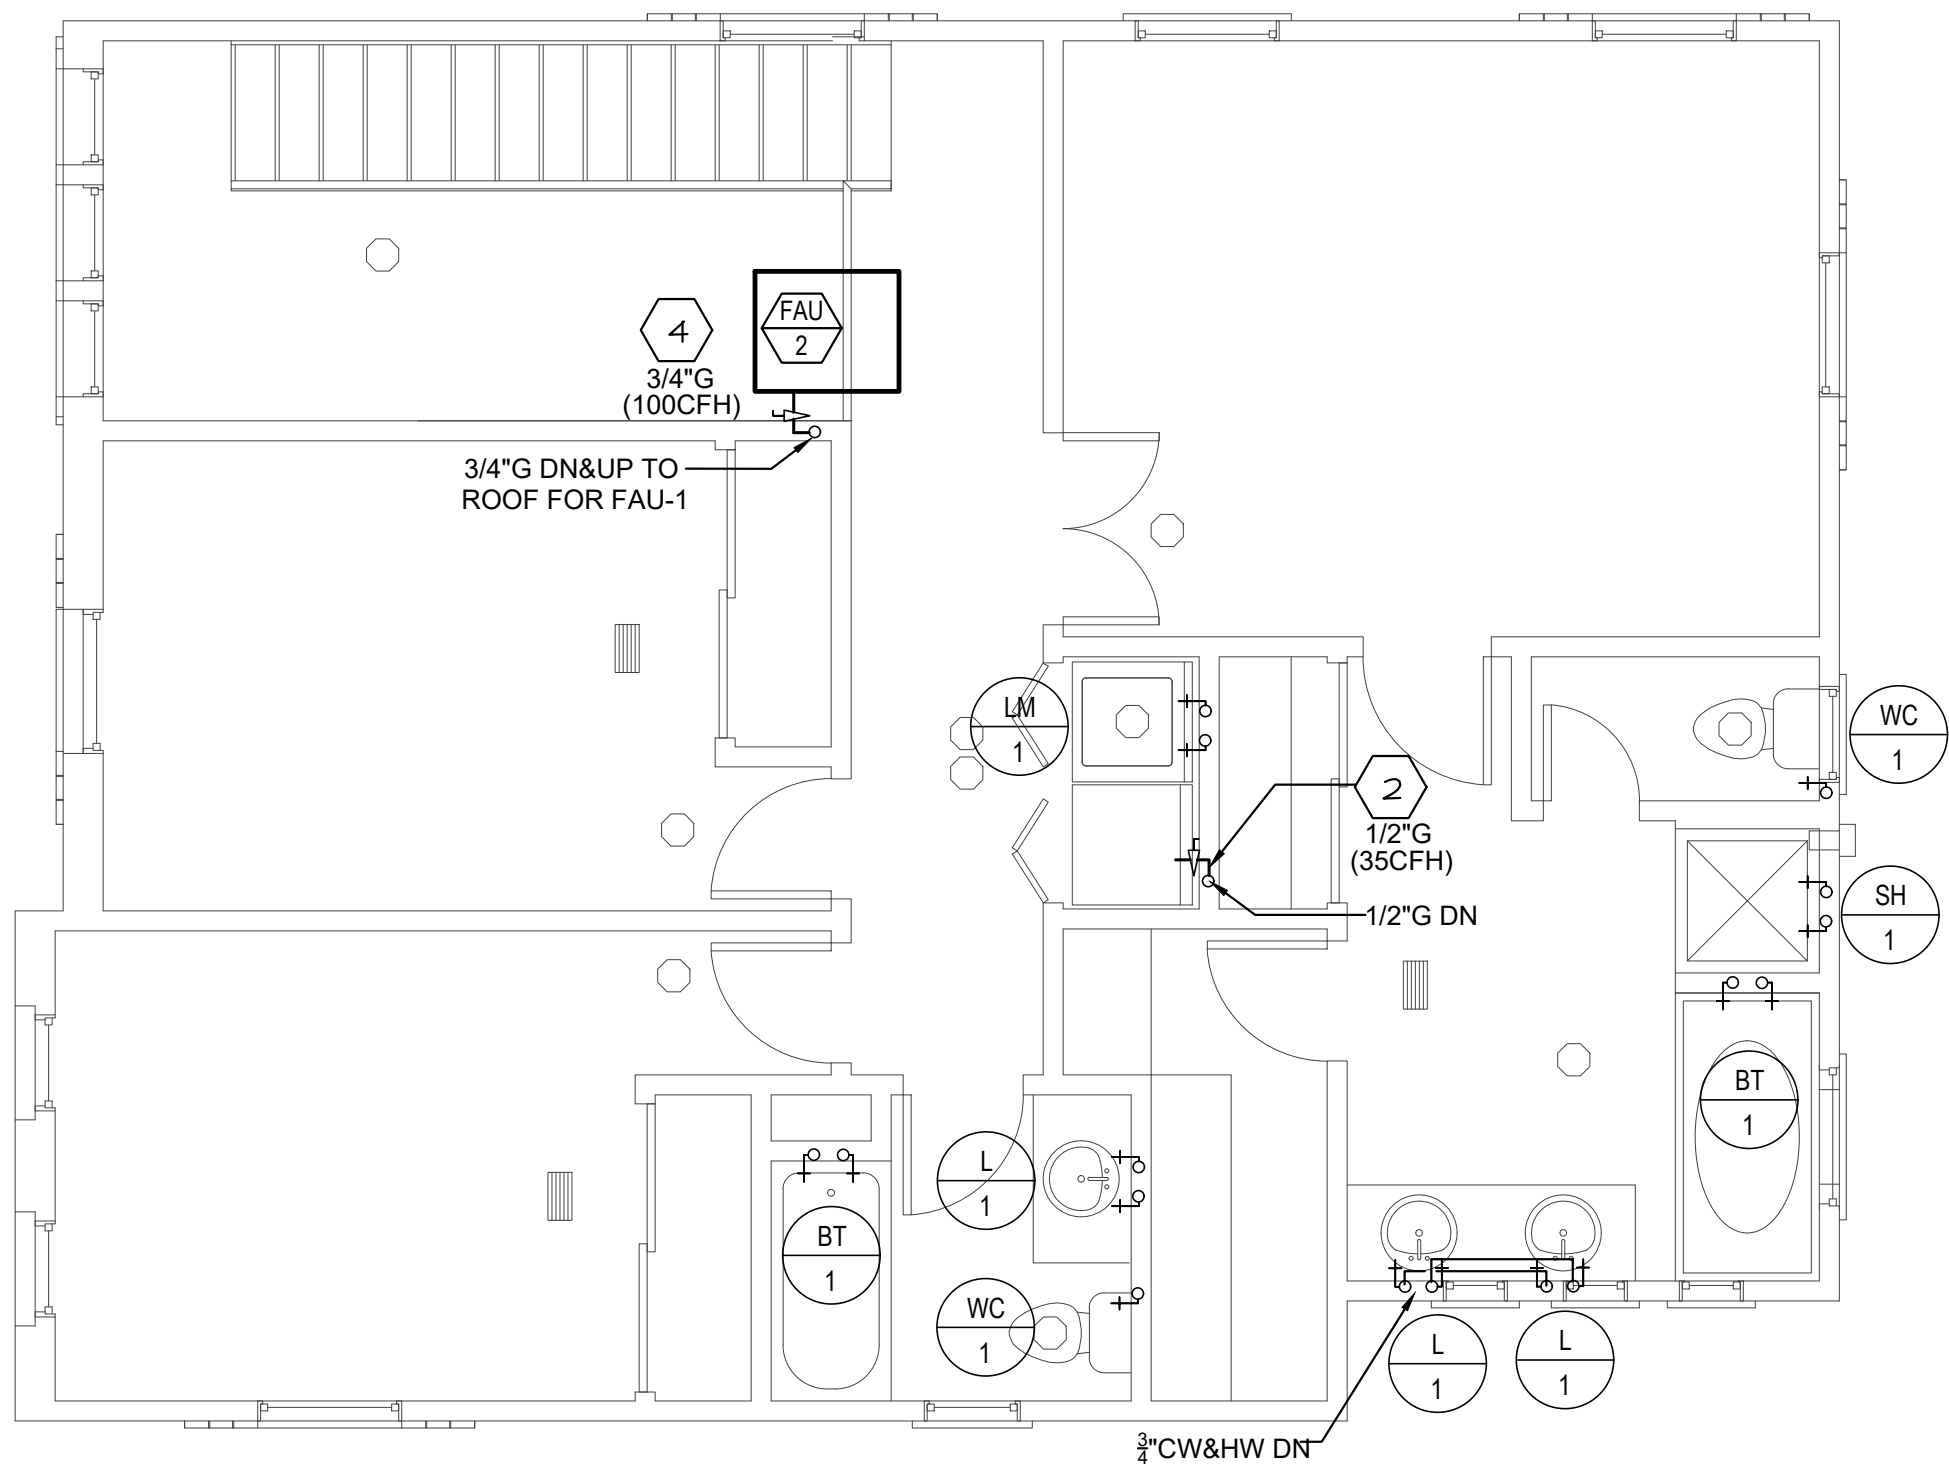 FAU
2
4
3/4"G
(100CFH)
3/4"G DN&UP TO
ROOF FOR FAU-1
LM
1
WC
1
2
1/2"G
(35CFH)
1/2"G DN
SH
1
BT
1
L
1
BT
1
WC
1
L
1
L
1
3/4"CW&HW DN